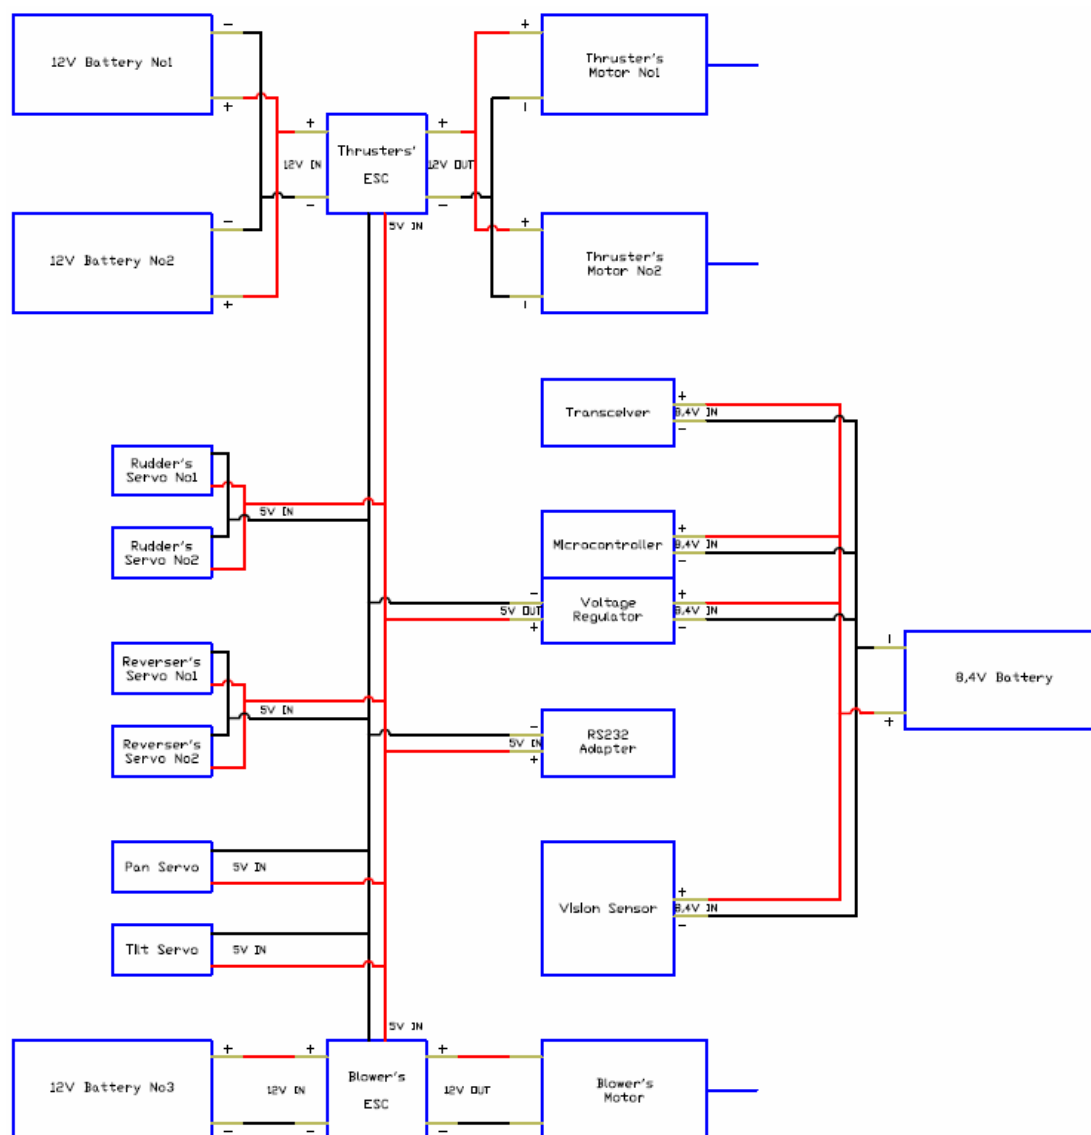 12V Battery No1
-
+
+
-
12V IN
Thrusters'
ESC
+
12V OUT
-
5V IN
+
-
Thruster's
Motor No1
12V Battery No2
-
+
+
-
Thruster's
Motor No2
Transceiver
+
8,4V IN
-
Rudder's
Servo No1
5V IN
Rudder's
Servo No2
Microcontroller
+
8,4V IN
-
-
5V OUT
+
Voltage
Regulator
+
8,4V IN
-
Reverser's
Servo No1
5V IN
Reverser's
Servo No2
-
+
8,4V Battery
-
5V IN
+
RS232
Adapter
Pan Servo
5V IN
Tilt Servo
5V IN
Vision Sensor
+
8,4V IN
-
5V IN
12V Battery No3
+
-
12V IN
+
-
Blower's
ESC
+
-
12V OUT
Blower's
Motor